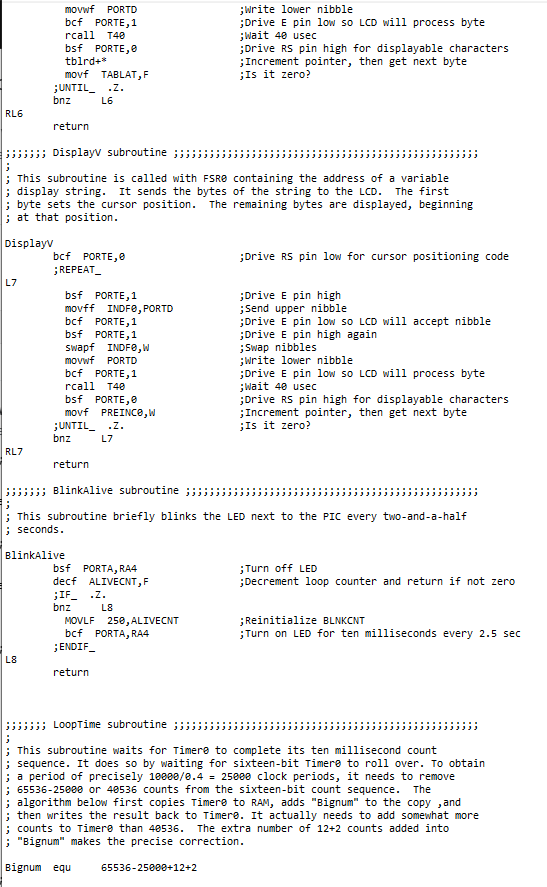 movwf PORTD ;Write lower nibble
bcf PORTE,1 ;Drive E pin low so LCD will process byte
rcall T40 ;Wait 40 usec
bsf PORTE,0 ;Drive RS pin high for displayable characters
tblrd+* ;Increment pointer, then get next byte
movf TABLAT,F ;Is it zero?
;UNTIL_ .Z.
bnz L6
RL6
return
;;;;;;; DisplayV subroutine ;;;;;;;;;;;;;;;;;;;;;;;;;;;;;;;;;;;;;;;;;;;;;;;;;;;
;
; This subroutine is called with FSR0 containing the address of a variable
; display string. It sends the bytes of the string to the LCD. The first
; byte sets the cursor position. The remaining bytes are displayed, beginning
; at that position.
DisplayV
bcf PORTE,0 ;Drive RS pin low for cursor positioning code
;REPEAT_
L7
bsf PORTE,1 ;Drive E pin high
movff INDF0,PORTD ;Send upper nibble
bcf PORTE,1 ;Drive E pin low so LCD will accept nibble
bsf PORTE,1 ;Drive E pin high again
swapf INDF0,W ;Swap nibbles
movwf PORTD ;Write lower nibble
bcf PORTE,1 ;Drive E pin low so LCD will process byte
rcall T40 ;Wait 40 usec
bsf PORTE,0 ;Drive RS pin high for displayable characters
movf PREINC0,W ;Increment pointer, then get next byte
;UNTIL_ .Z. ;Is it zero?
bnz L7
RL7
return
;;;;;;; BlinkAlive subroutine ;;;;;;;;;;;;;;;;;;;;;;;;;;;;;;;;;;;;;;;;;;;;;;;;;
;
; This subroutine briefly blinks the LED next to the PIC every two-and-a-half
; seconds.
BlinkAlive
bsf PORTA,RA4 ;Turn off LED
decf ALIVECNT,F ;Decrement loop counter and return if not zero
;IF_ .Z.
bnz L8
MOVLF 250,ALIVECNT ;Reinitialize BLNKCNT
bcf PORTA,RA4 ;Turn on LED for ten milliseconds every 2.5 sec
;ENDIF_
L8
return
;;;;;;; LoopTime subroutine ;;;;;;;;;;;;;;;;;;;;;;;;;;;;;;;;;;;;;;;;;;;;;;;;;;;
;
; This subroutine waits for Timer0 to complete its ten millisecond count
; sequence. It does so by waiting for sixteen-bit Timer0 to roll over. To obtain
; a period of precisely 10000/0.4 = 25000 clock periods, it needs to remove
; 65536-25000 or 40536 counts from the sixteen-bit count sequence. The
; algorithm below first copies Timer0 to RAM, adds "Bignum" to the copy ,and
; then writes the result back to Timer0. It actually needs to add somewhat more
; counts to Timer0 than 40536. The extra number of 12+2 counts added into
; "Bignum" makes the precise correction.
Bignum equ 65536-25000+12+2